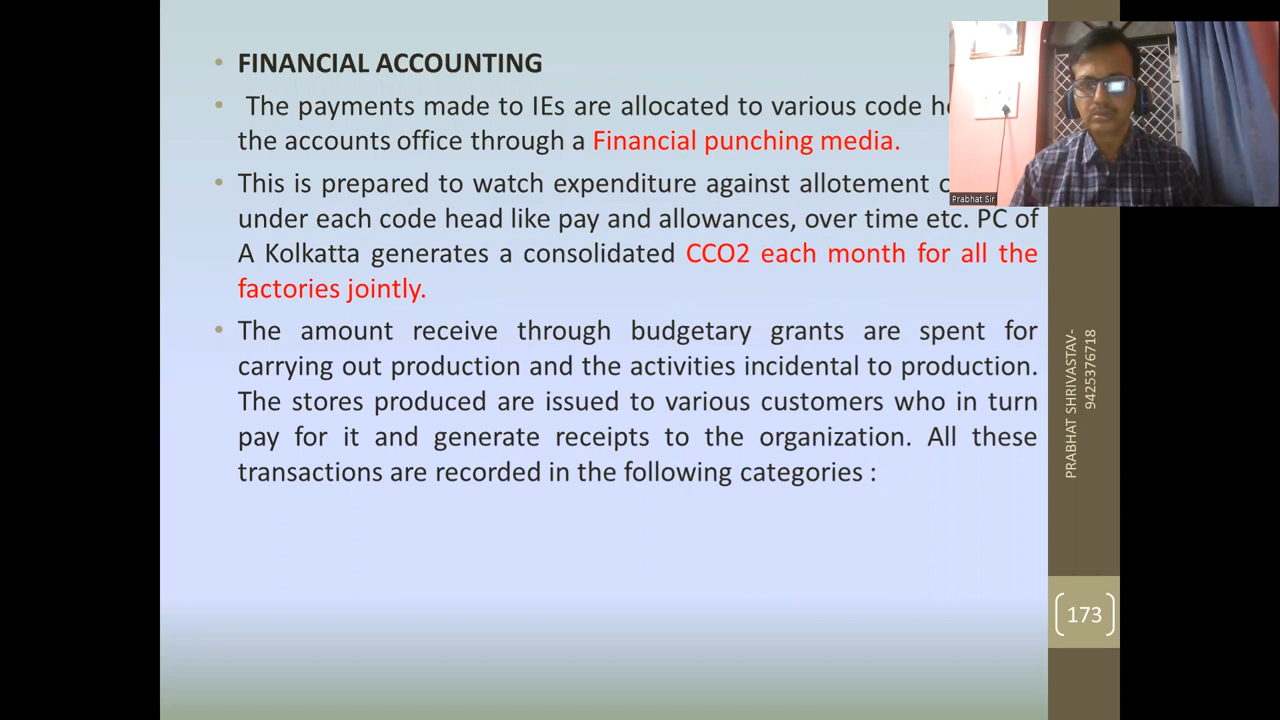 FINANCIAL ACCOUNTING
The payments made to IEs are allocated to various code
the accounts office through a Financial punching media.
This is prepared to watch expenditure against allotement
under each code head like pay and allowances, over time etc. PC of
A Kolkatta generates a consolidated CCO2 each month for all the
factories jointly.
The amount receive through budgetary grants are spent for
carrying out production and the activities incidental to production.
The stores produced are issued to various customers who in turn
pay for it and generate receipts to the organization. All these
transactions are recorded in the following categories :
Prabhat Sir
PRABHAT SHRIVASTAV-
9425376718
173